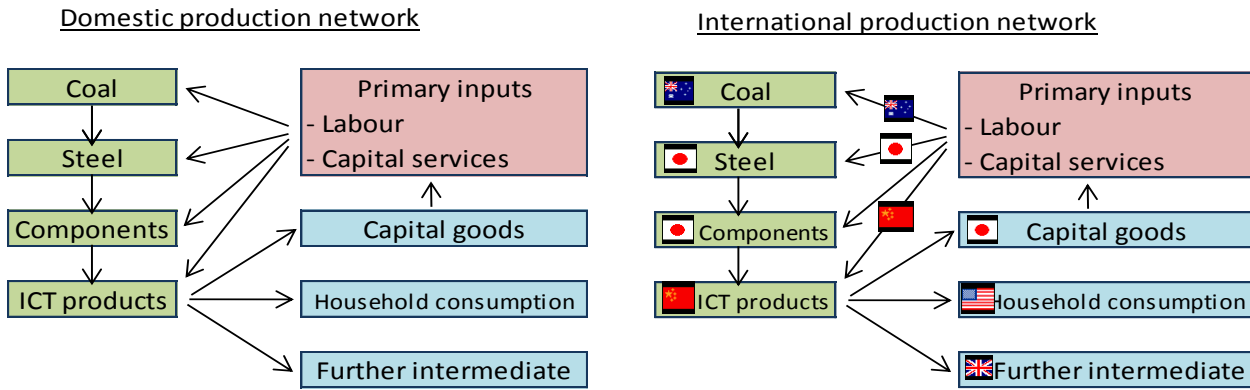 Domestic production network
Coal
Steel
Components
ICT products
Primary inputs
- Labour
- Capital services
Capital goods
Household consumption
Further intermediate
International production network
Coal
Steel
Components
ICT products
Primary inputs
- Labour
- Capital services
Capital goods
Household consumption
Further intermediate